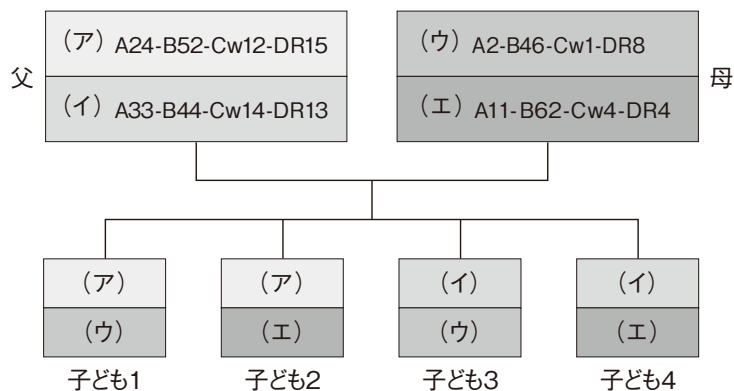 父
(ア) A24-B52-Cw12-DR15
(イ) A33-B44-Cw14-DR13
(ウ) A2-B46-Cw1-DR8
(エ) A11-B62-Cw4-DR4
母
(ア)
(ウ)
子ども1
(ア)
(エ)
子ども2
(イ)
(ウ)
子ども3
(イ)
(エ)
子ども4